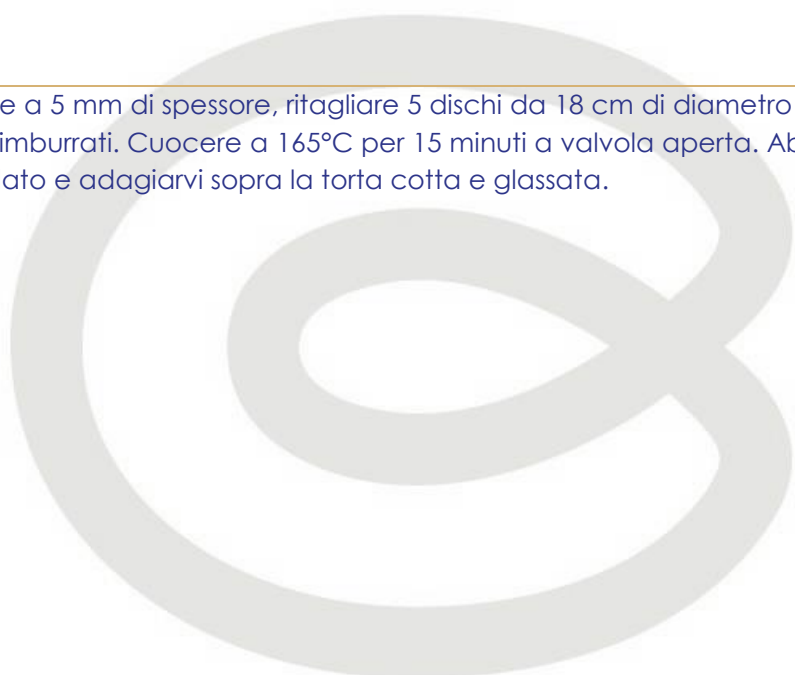 e a 5 mm di spessore, ritagliare 5 dischi da 18 cm di diametro
imburrati. Cuocere a 165°C per 15 minuti a valvola aperta. Ab
ato e adagiarvi sopra la torta cotta e glassata.